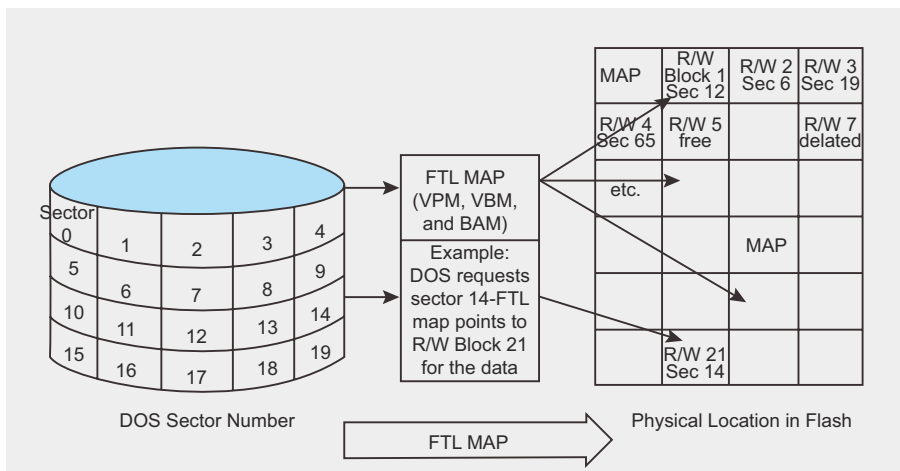 Sector
0
1
2
3
4
5
6
7
8
9
10
11
12
13
14
15
16
17
18
19
DOS Sector Number
FTL MAP
(VPM, VBM,
and BAM)
Example:
DOS requests
sector 14-FTL
map points to
R/W Block 21
for the data
FTL MAP
MAP
R/W
Block 1
Sec 12
R/W 2
Sec 6
R/W 3
Sec 19
R/W 4
Sec 65
R/W 5
free
R/W 7
delated
etc.
MAP
R/W 21
Sec 14
Physical Location in Flash